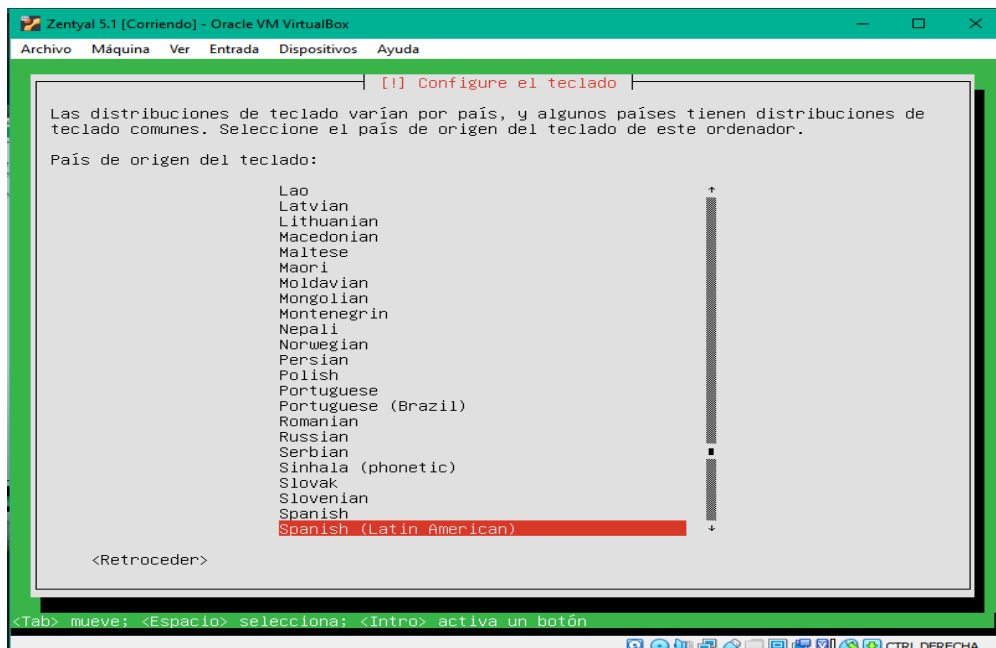 Zentyal 5.1 [Corriendo] - Oracle VM VirtualBox
Archivo Máquina Ver Entrada Dispositivos Ayuda
[!] Configure el teclado
Las distribuciones de teclado varían por país, y algunos países tienen distribuciones de
teclado comunes. Seleccione el país de origen del teclado de este ordenador.
País de origen del teclado:
Lao
Latvian
Lithuanian
Macedonian
Maltese
Maori
Moldavian
Mongolian
Montenegrin
Nepali
Norwegian
Persian
Polish
Portuguese
Portuguese (Brazil)
Romanian
Russian
Serbian
Sinhala (phonetic)
Slovak
Slovenian
Spanish
Spanish (Latin American)
<Retroceder>
<Tab> mueve; <Espacio> selecciona; <Intro> activa un botón
CTRL DERECHA